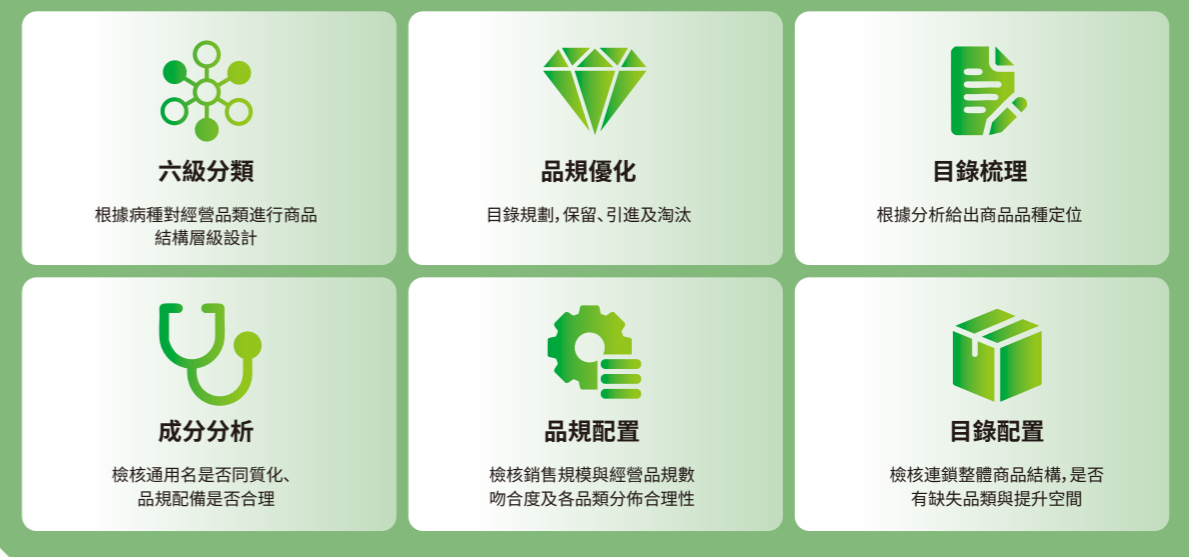 六級分類
根據病種對經營品類進行商品
結構層級設計
品規優化
目錄規劃，保留、引進及淘汰
目錄梳理
根據分析給出商品品種定位
成分分析
檢核通用名是否同質化、
品規配備是否合理
品規配置
檢核銷售規模與經營品規數
吻合度及各品類分佈合理性
目錄配置
檢核連鎖整體商品結構，是否
有缺失品類與提升空間